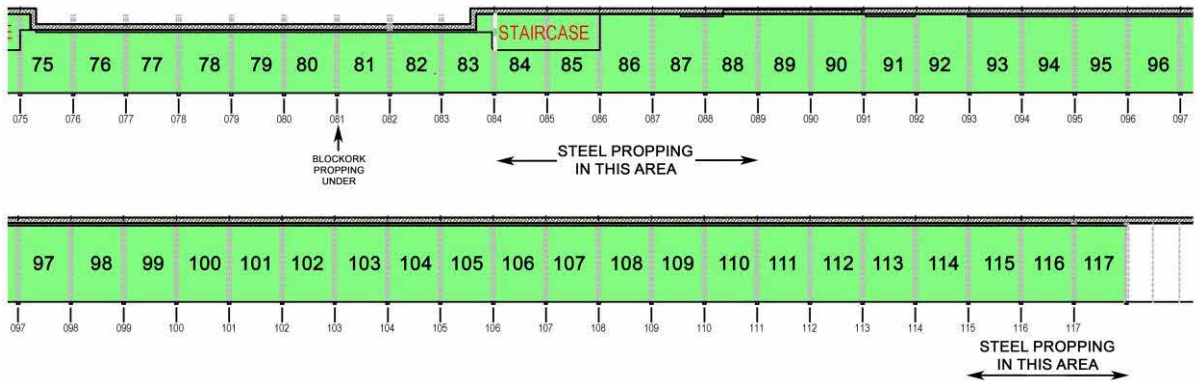 STAIRCASE
75 76 77 78 79 80 81 82 83 84 85 86 87 88 89 90 91 92 93 94 95 96
075 076 077 078 079 080 081 082 083 084 085 086 087 088 089 090 091 092 093 094 095 096 097
BLOCKORK
PROPPING
UNDER
STEEL PROPPING
IN THIS AREA
97 98 99 100 101 102 103 104 105 106 107 108 109 110 111 112 113 114 115 116 117
097 098 099 100 101 102 103 104 105 106 107 108 109 110 111 112 113 114 115 116 117
STEEL PROPPING
IN THIS AREA